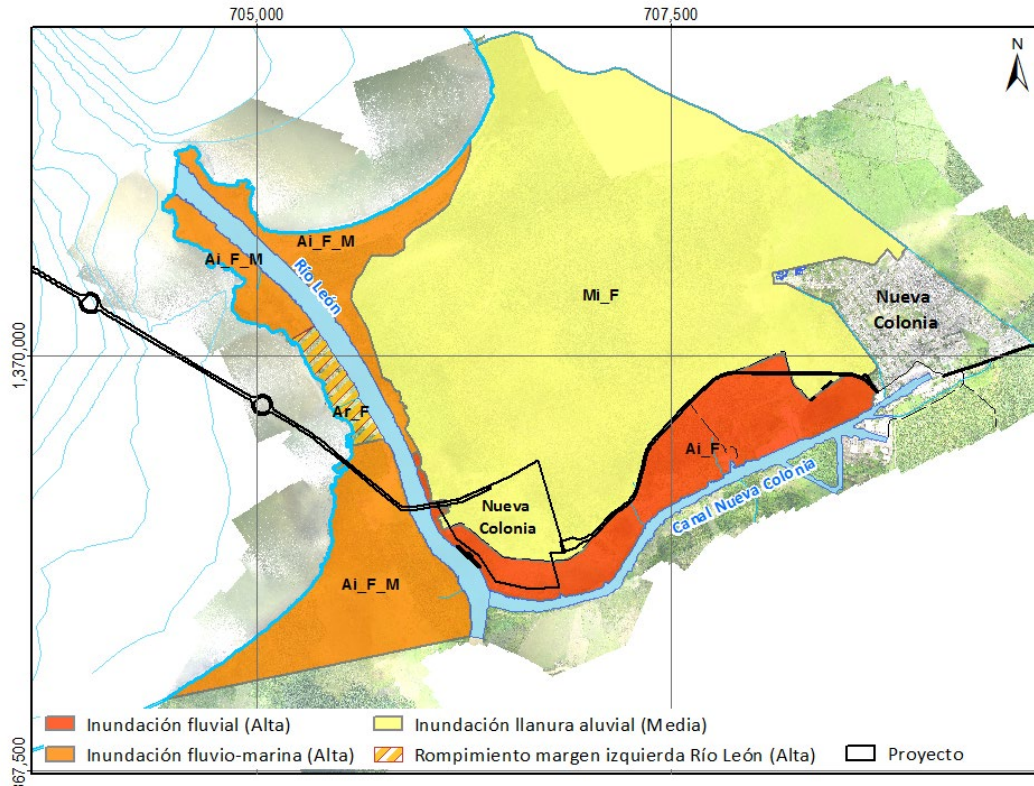 705,000
707,500
N
Ai_F_M
Ai_F_M
Río León
Mi_F
Nueva
Colonia
1,370,000
Ar_F
Ai_F
Nueva
Colonia
Canal Nueva Colonia
Ai_F_M
Inundación fluvial (Alta)
Inundación llanura aluvial (Media)
Inundación fluvio-marina (Alta)
Rompimiento margen izquierda Río León (Alta)
Proyecto